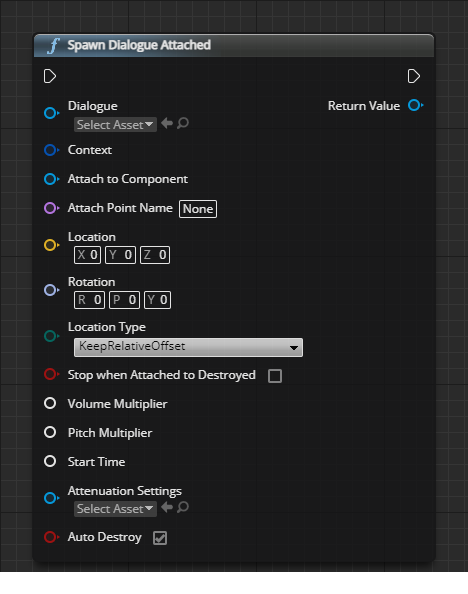 f Spawn Dialogue Attached
Dialogue Return Value
Select Asset
Context
Attach to Component
Attach Point Name None
Location
X 0 Y 0 Z 0
Rotation
R 0 P 0 Y 0
Location Type
KeepRelativeOffset
Stop when Attached to Destroyed
Volume Multiplier
Pitch Multiplier
Start Time
Attenuation Settings
Select Asset
Auto Destroy